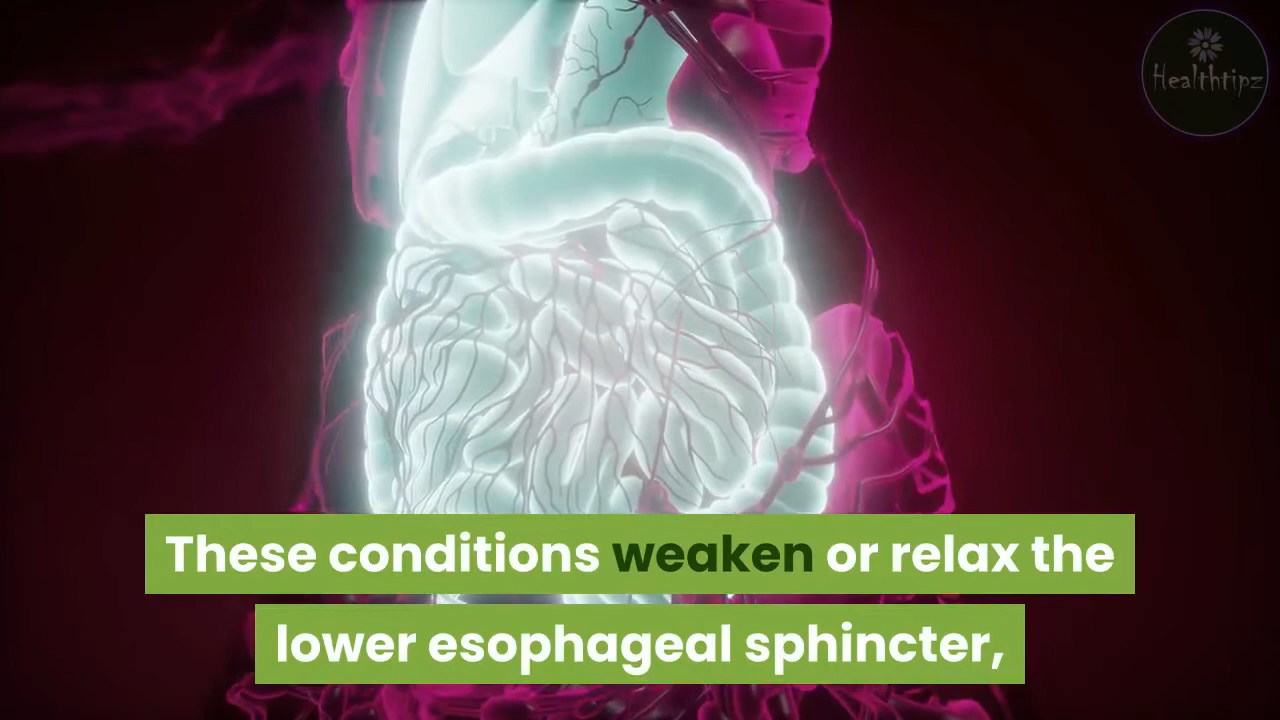 Healthtipz
These conditions weaken or relax the
lower esophageal sphincter,